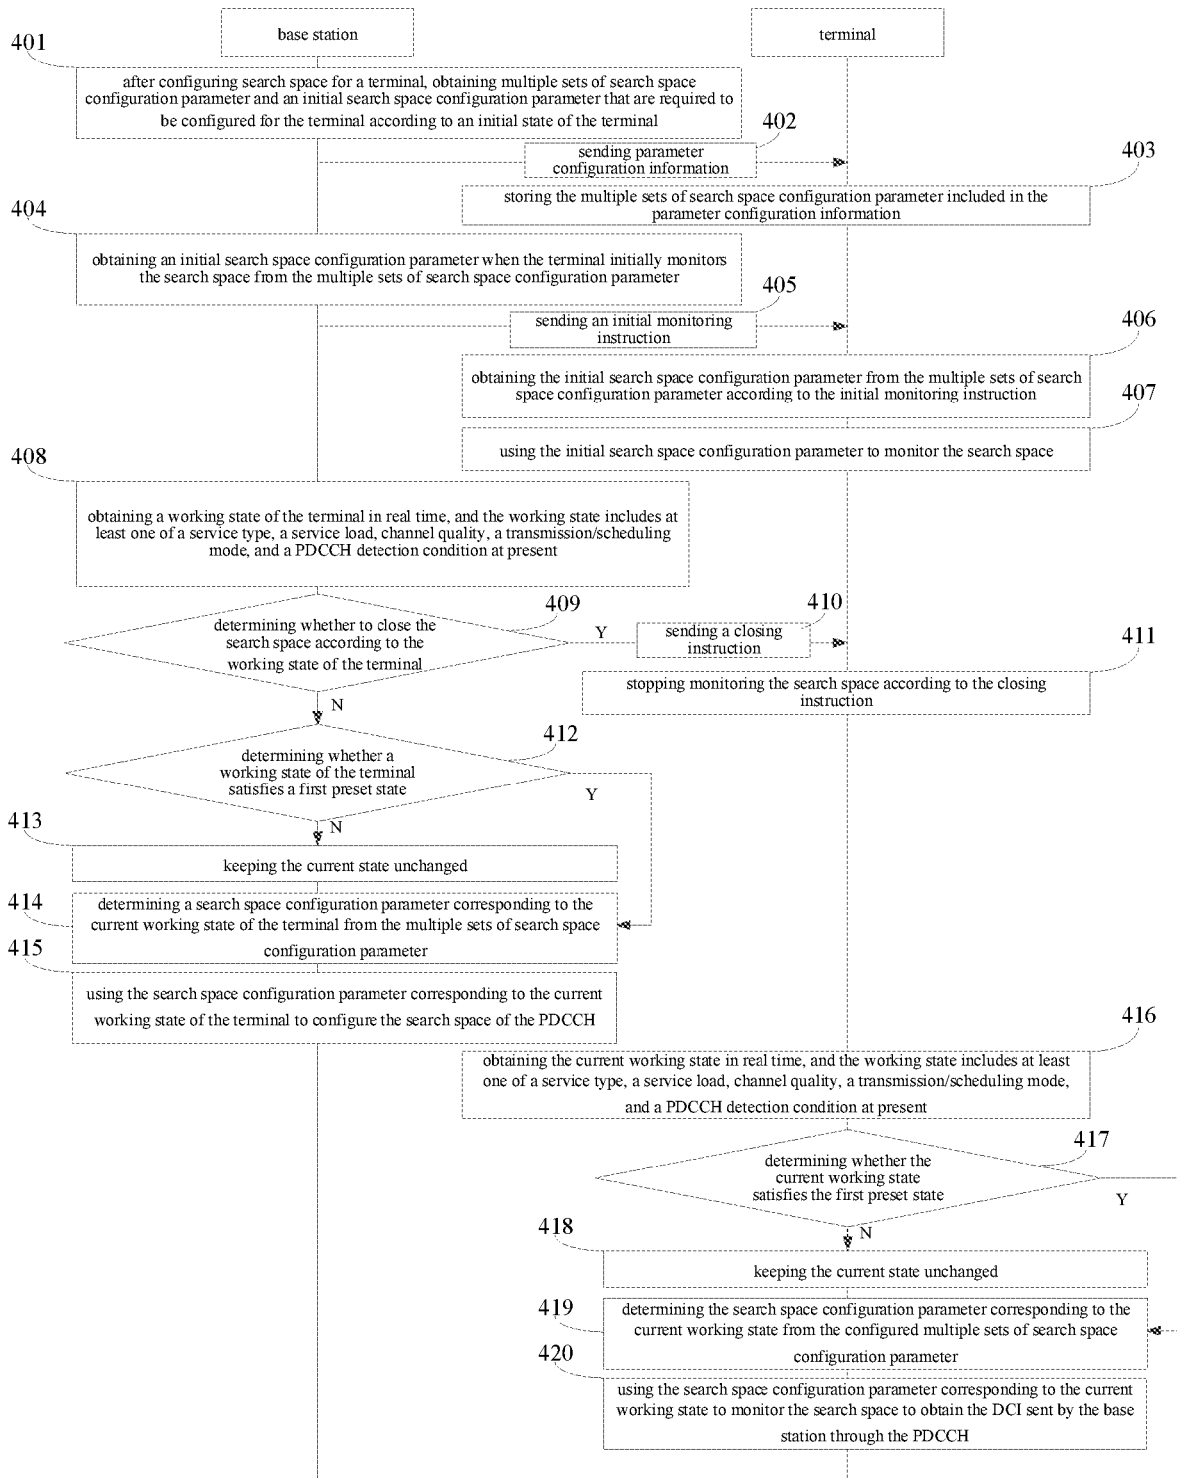 base station
terminal
401
after configuring search space for a terminal, obtaining multiple sets of search space
configuration parameter and an initial search space configuration parameter that are required to
be configured for the terminal according to an initial state of the terminal
402
sending parameter
configuration information
403
storing the multiple sets of search space configuration parameter included in the
parameter configuration information
404
obtaining an initial search space configuration parameter when the terminal initially monitors
the search space from the multiple sets of search space configuration parameter
405
sending an initial monitoring
instruction
406
obtaining the initial search space configuration parameter from the multiple sets of search
space configuration parameter according to the initial monitoring instruction
407
using the initial search space configuration parameter to monitor the search space
408
obtaining a working state of the terminal in real time, and the working state includes at
least one of a service type, a service load, channel quality, a transmission/scheduling
mode, and a PDCCH detection condition at present
409
determining whether to close the
search space according to the
working state of the terminal
Y
410
sending a closing
instruction
411
stopping monitoring the search space according to the closing
instruction
N
412
determining whether a
working state of the terminal
satisfies a first preset state
Y
N
413
keeping the current state unchanged
414
determining a search space configuration parameter corresponding to the
current working state of the terminal from the multiple sets of search space
configuration parameter
415
using the search space configuration parameter corresponding to the current
working state of the terminal to configure the search space of the PDCCH
416
obtaining the current working state in real time, and the working state includes at least
one of a service type, a service load, channel quality, a transmission/scheduling mode,
and a PDCCH detection condition at present
417
determining whether the
current working state
satisfies the first preset state
Y
N
418
keeping the current state unchanged
419
determining the search space configuration parameter corresponding to the
current working state from the configured multiple sets of search space
configuration parameter
420
using the search space configuration parameter corresponding to the current
working state to monitor the search space to obtain the DCI sent by the base
station through the PDCCH